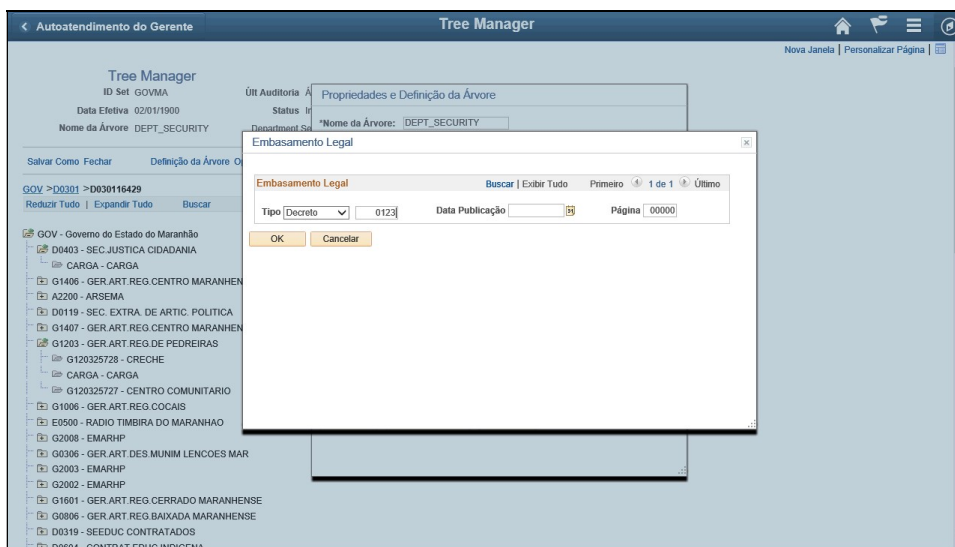 Autoatendimento do Gerente
Tree Manager
Nova Janela | Personalizar Página |
Tree Manager
ID Set GOVMA
Últ Auditoria
Data Efetiva 02/01/1900
Status
Nome da Árvore DEPT_SECURITY
Department
Propriedades e Definição da Árvore
*Nome da Árvore: DEPT_SECURITY
Salvar Como Fechar Definição da Árvore
GOV >D0301 >D030116429
Reduzir Tudo | Expandir Tudo Buscar
Embasamento Legal
Embasamento Legal Buscar | Exibir Tudo Primeiro 1 de 1 Último
Tipo Decreto 0123 Data Publicação Página 00000
OK Cancelar
GOV - Governo do Estado do Maranhão
D0403 - SEC.JUSTICA CIDADANIA
CARGA - CARGA
G1406 - GER.ART.REG.CENTRO MARANHEN
A2200 - ARSEMA
D0119 - SEC. EXTRA. DE ARTIC. POLITICA
G1407 - GER.ART.REG.CENTRO MARANHEN
G1203 - GER.ART.REG.DE PEDREIRAS
G120325728 - CRECHE
CARGA - CARGA
G120325727 - CENTRO COMUNITARIO
G1006 - GER.ART.REG.COCAIS
E0500 - RADIO TIMBIRA DO MARANHAO
G2008 - EMARHP
G0306 - GER.ART.DES.MUNIM LENCOES MAR
G2003 - EMARHP
G2002 - EMARHP
G1601 - GER.ART.REG.CERRADO MARANHENSE
G0806 - GER.ART.REG.BAIXADA MARANHENSE
D0319 - SEEDUC CONTRATADOS
D0604 - CONTRAT EDUC INDIGENA